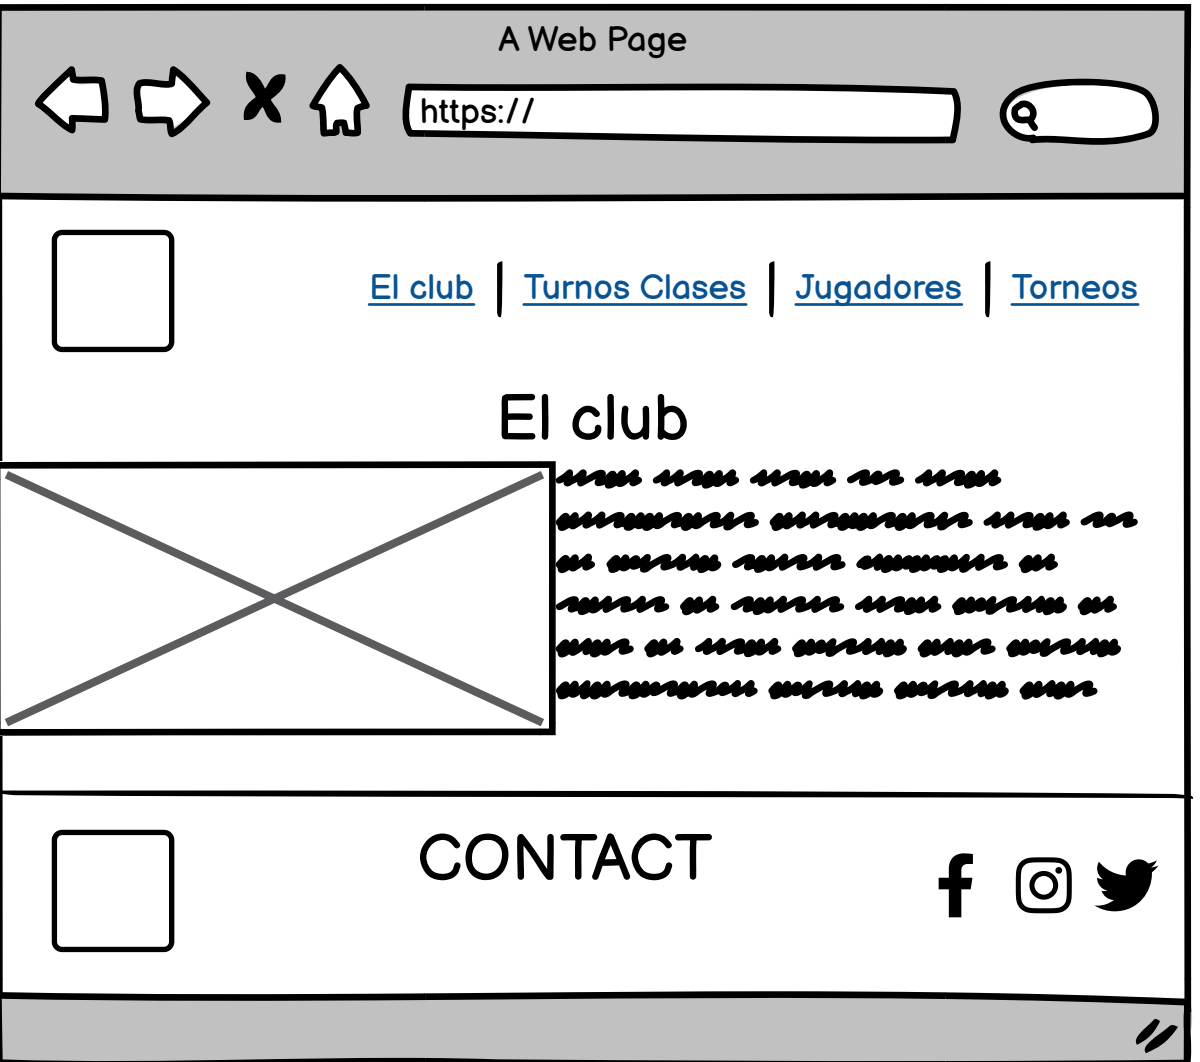 A Web Page
https://
El club | Turnos Clases | Jugadores | Torneos
El club
CONTACT